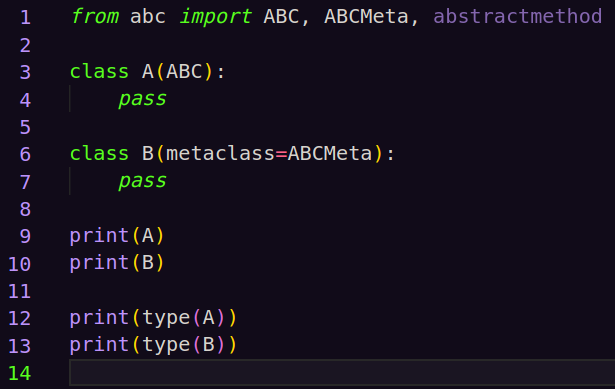 1 from abc import ABC, ABCMeta, abstractmethod
2
3 class A(ABC):
4     pass
5
6 class B(metaclass=ABCMeta):
7     pass
8
9 print(A)
10 print(B)
11
12 print(type(A))
13 print(type(B))
14